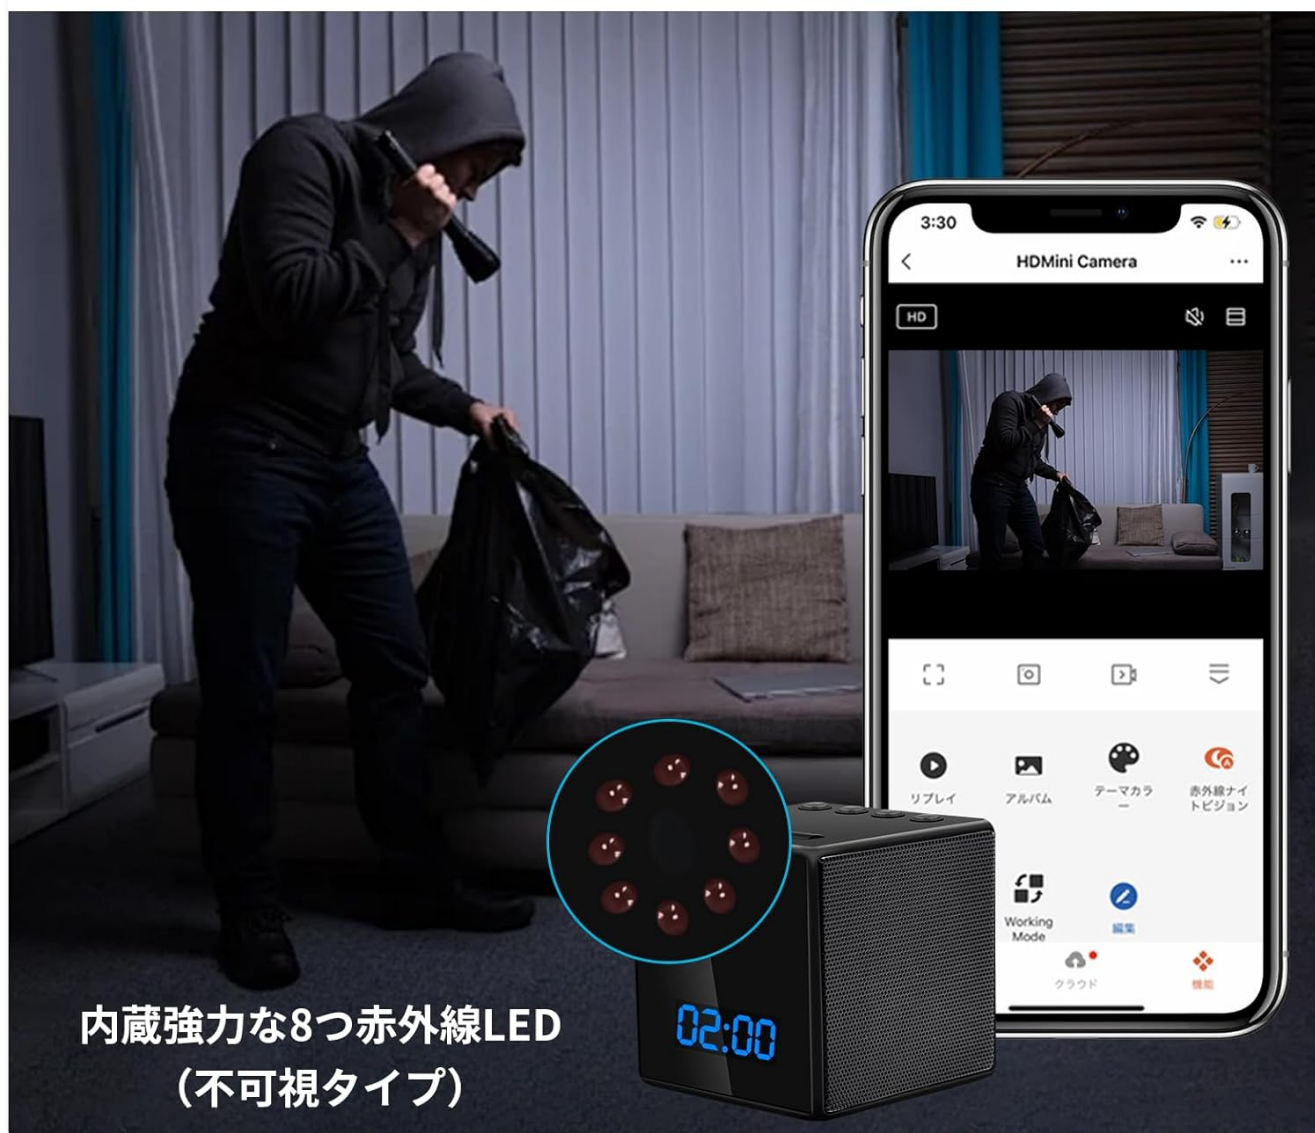 3:30
HDMini Camera
HD
リプレイ
アルバム
テーマカラ
ー
赤外線ナイ
トビジョン
Working
Mode
編集
クラウド
機能
02:00
内蔵強力な8つ赤外線LED
（不可視タイプ）